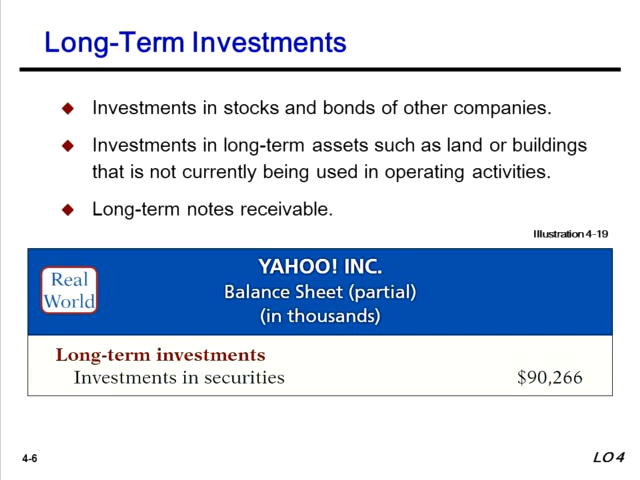 Long-Term Investments
◆ Investments in stocks and bonds of other companies.
◆ Investments in long-term assets such as land or buildings
that is not currently being used in operating activities.
◆ Long-term notes receivable.
Illustration 4-19
Real
World
YAHOO! INC.
Balance Sheet (partial)
(in thousands)
Long-term investments
Investments in securities $90,266
4-6
LO 4